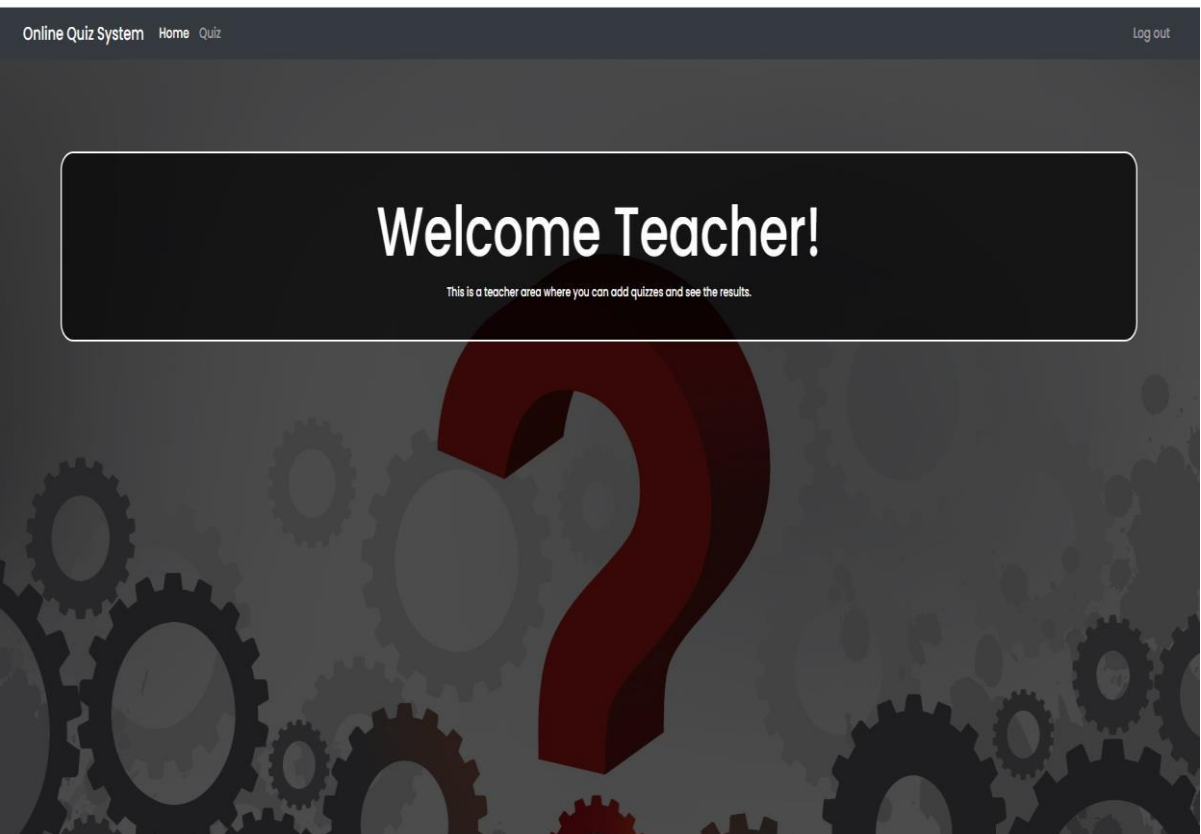 Online Quiz System Home Quiz Log out
Welcome Teacher!
This is a teacher area where you can add quizzes and see the results.